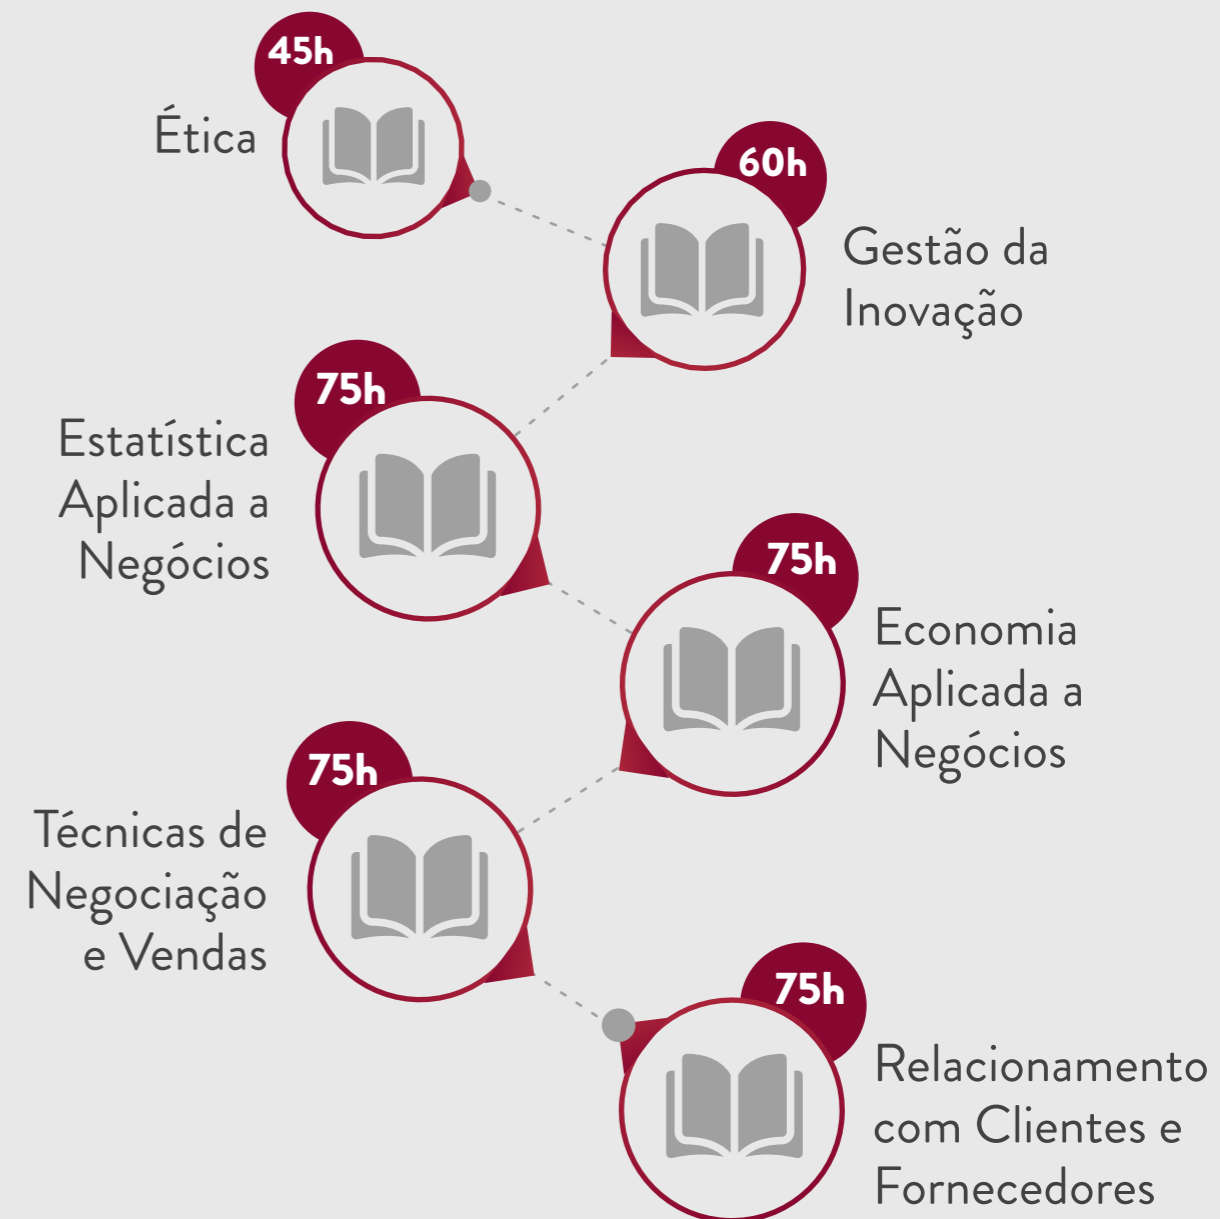 45h
Ética
60h
Gestão da
Inovação
75h
Estatística
Aplicada a
Negócios
75h
Economia
Aplicada a
Negócios
75h
Técnicas de
Negociação
e Vendas
75h
Relacionamento
com Clientes e
Fornecedores